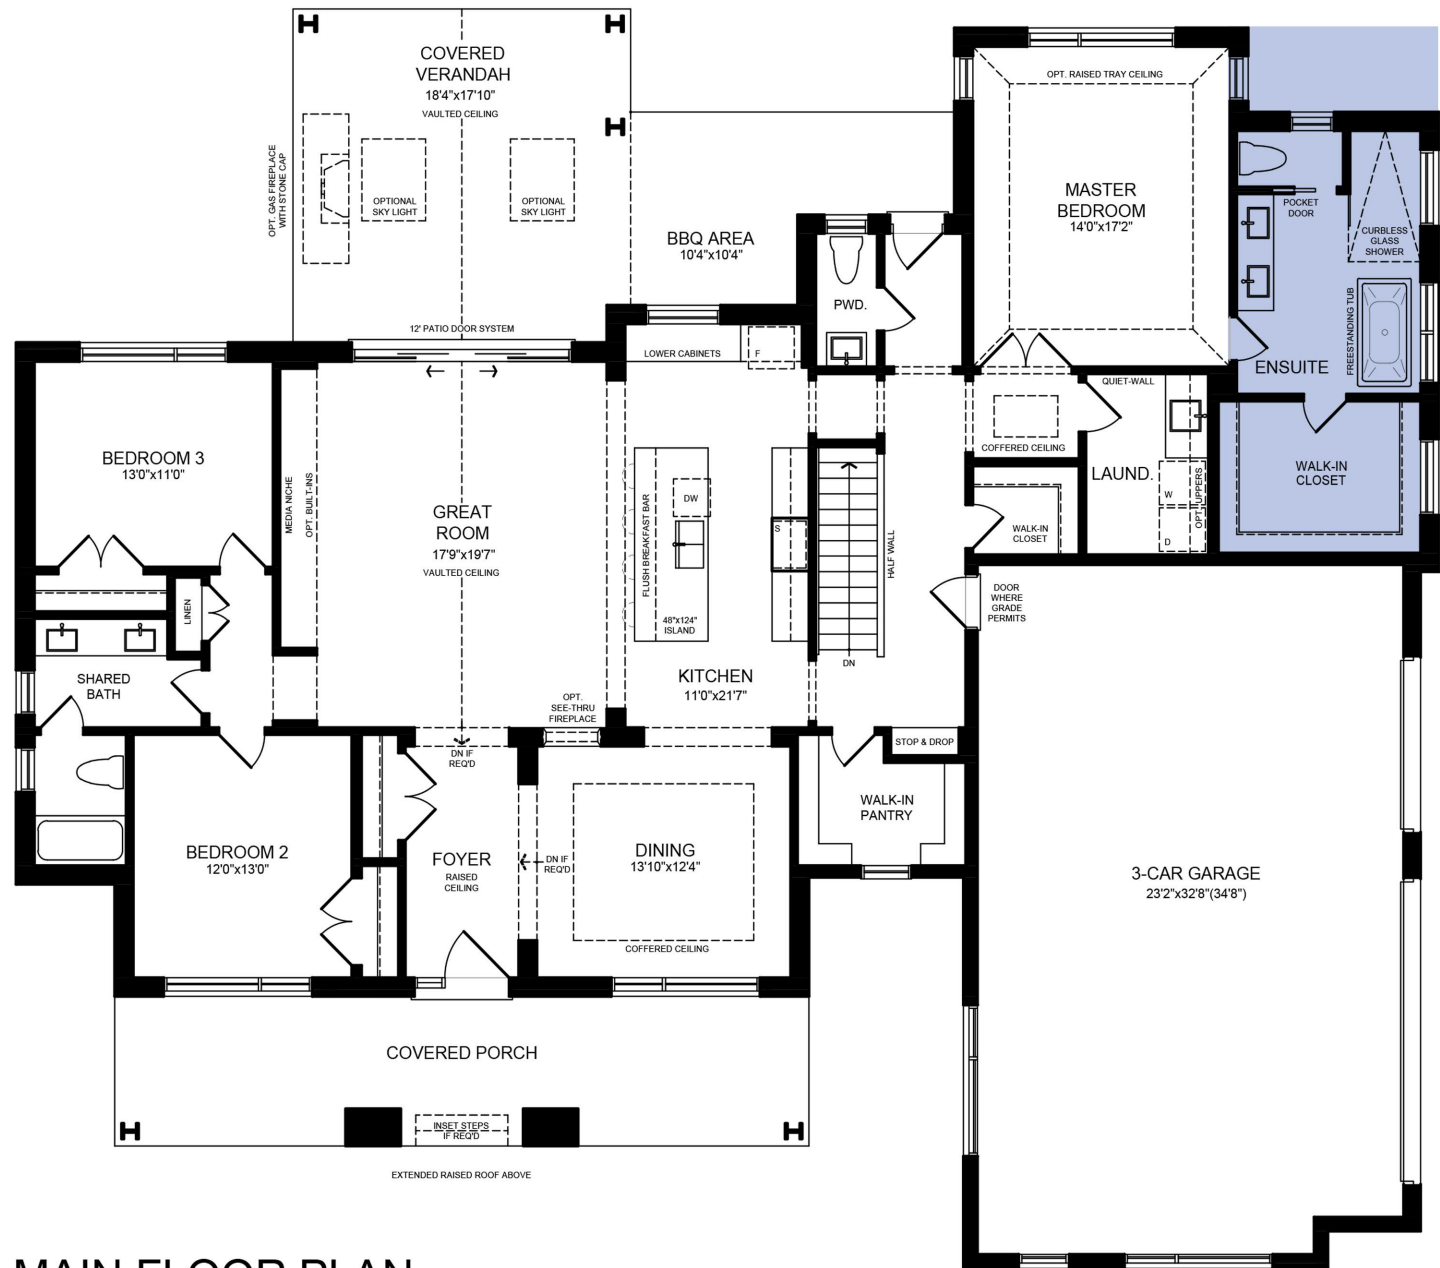 COVERED
VERANDAH
18'4"x17'10"
VAULTED CEILING
OPT. GAS FIREPLACE
WITH STONE CAP
OPTIONAL
SKY LIGHT
OPTIONAL
SKY LIGHT
BBQ AREA
10'4"x10'4"
12' PATIO DOOR SYSTEM
OPT. RAISED TRAY CEILING
MASTER
BEDROOM
14'0"x17'2"
POCKET
DOOR
CURBLESS
GLASS
SHOWER
FREESTANDING TUB
ENSUITE
WALK-IN
CLOSET
PWD.
LOWER CABINETS
F
QUIET-WALL
COFFERED CEILING
LAUND.
W
D
OPT. UPPERS
WALK-IN
CLOSET
BEDROOM 3
13'0"x11'0"
MEDIA NICHE
OPT. BUILT-INS
GREAT
ROOM
17'9"x19'7"
VAULTED CEILING
FLUSH BREAKFAST BAR
DW
S
48"x124"
ISLAND
KITCHEN
11'0"x21'7"
HALF WALL
DN
DOOR
WHERE
GRADE
PERMITS
LINEN
SHARED
BATH
OPT.
SEE-THRU
FIREPLACE
DN IF
REQ'D
STOP & DROP
WALK-IN
PANTRY
BEDROOM 2
12'0"x13'0"
FOYER
RAISED
CEILING
DN IF
REQ'D
DINING
13'10"x12'4"
COFFERED CEILING
3-CAR GARAGE
23'2"x32'8"(34'8")
COVERED PORCH
INSET STEPS
IF REQ'D
EXTENDED RAISED ROOF ABOVE
MAIN FLOOR PLAN